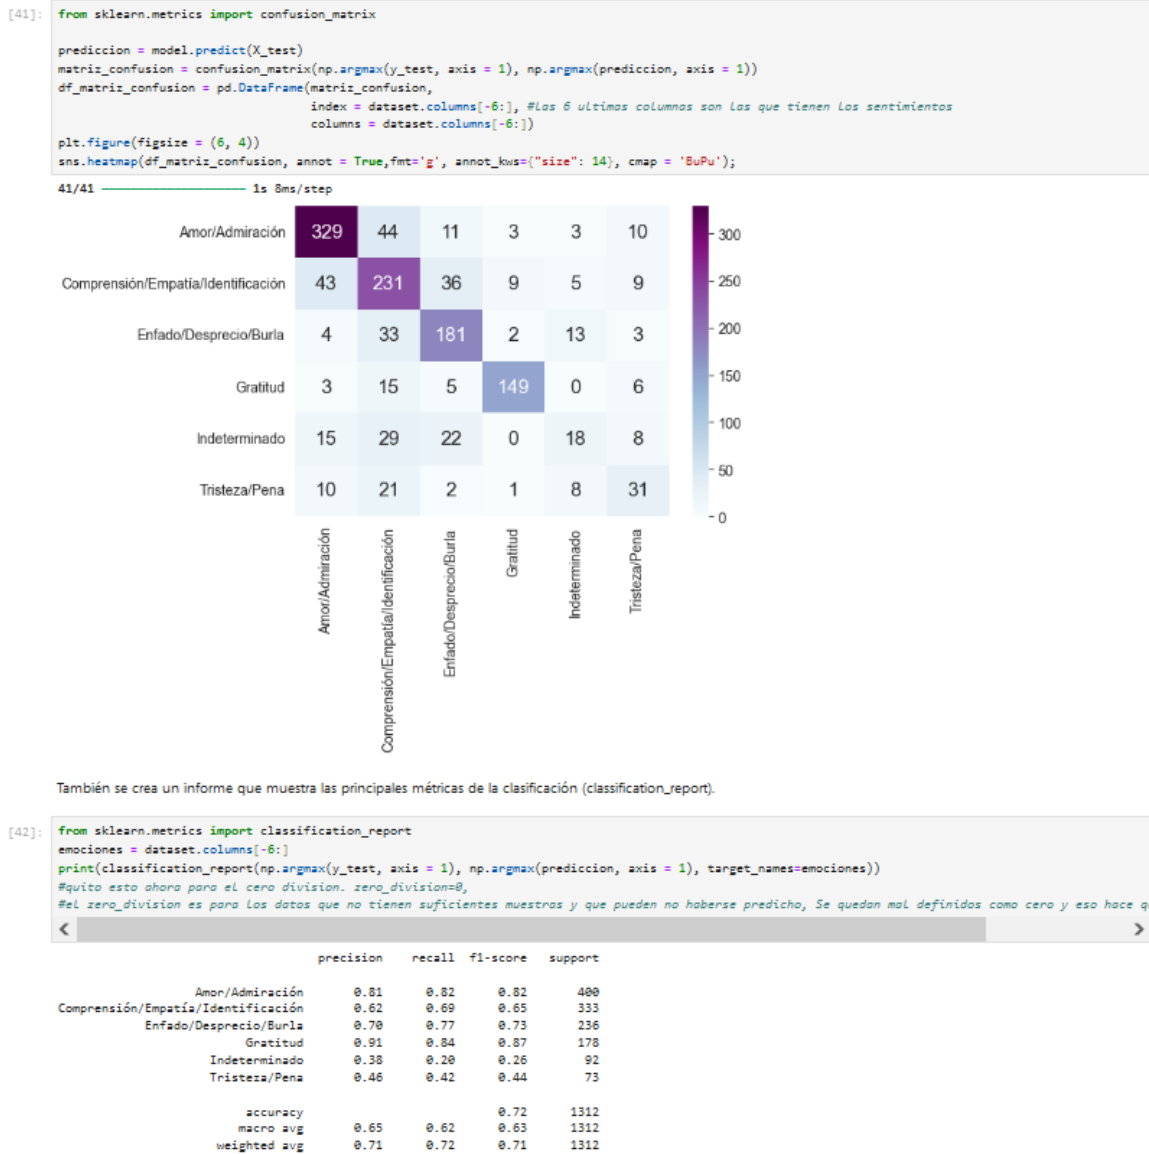 [41]: from sklearn.metrics import confusion_matrix
prediccion = model.predict(X_test)
matriz_confusion = confusion_matrix(np.argmax(y_test, axis = 1), np.argmax(prediccion, axis = 1))
df_matriz_confusion = pd.DataFrame(matriz_confusion,
index = dataset.columns[-6:], #las 6 ultimas columnas son las que tienen los sentimientos
columns = dataset.columns[-6:])
plt.figure(figsize = (6, 4))
sns.heatmap(df_matriz_confusion, annot = True,fmt='g', annot_kws={"size": 14}, cmap = 'BuPu');
41/41 ━━━━━━━━━━━━━━━━━━━━ 1s 8ms/step
Amor/Admiración 329 44 11 3 3 10
Comprensión/Empatía/Identificación 43 231 36 9 5 9
Enfado/Desprecio/Burla 4 33 181 2 13 3
Gratitud 3 15 5 149 0 6
Indeterminado 15 29 22 0 18 8
Tristeza/Pena 10 21 2 1 8 31
300
250
200
150
100
50
0
Amor/Admiración
Comprensión/Empatía/Identificación
Enfado/Desprecio/Burla
Gratitud
Indeterminado
Tristeza/Pena
También se crea un informe que muestra las principales métricas de la clasificación (classification_report).
[42]: from sklearn.metrics import classification_report
emociones = dataset.columns[-6:]
print(classification_report(np.argmax(y_test, axis = 1), np.argmax(prediccion, axis = 1), target_names=emociones))
#quito esto ahora para el cero division. zero_division=0,
#el zero_division es para los datos que no tienen suficientes muestras y que pueden no haberse predicho, Se quedan mal definidos como cero y eso hace q
precision recall f1-score support
Amor/Admiración 0.81 0.82 0.82 400
Comprensión/Empatía/Identificación 0.62 0.69 0.65 333
Enfado/Desprecio/Burla 0.70 0.77 0.73 236
Gratitud 0.91 0.84 0.87 178
Indeterminado 0.38 0.20 0.26 92
Tristeza/Pena 0.46 0.42 0.44 73
accuracy 0.72 1312
macro avg 0.65 0.62 0.63 1312
weighted avg 0.71 0.72 0.71 1312